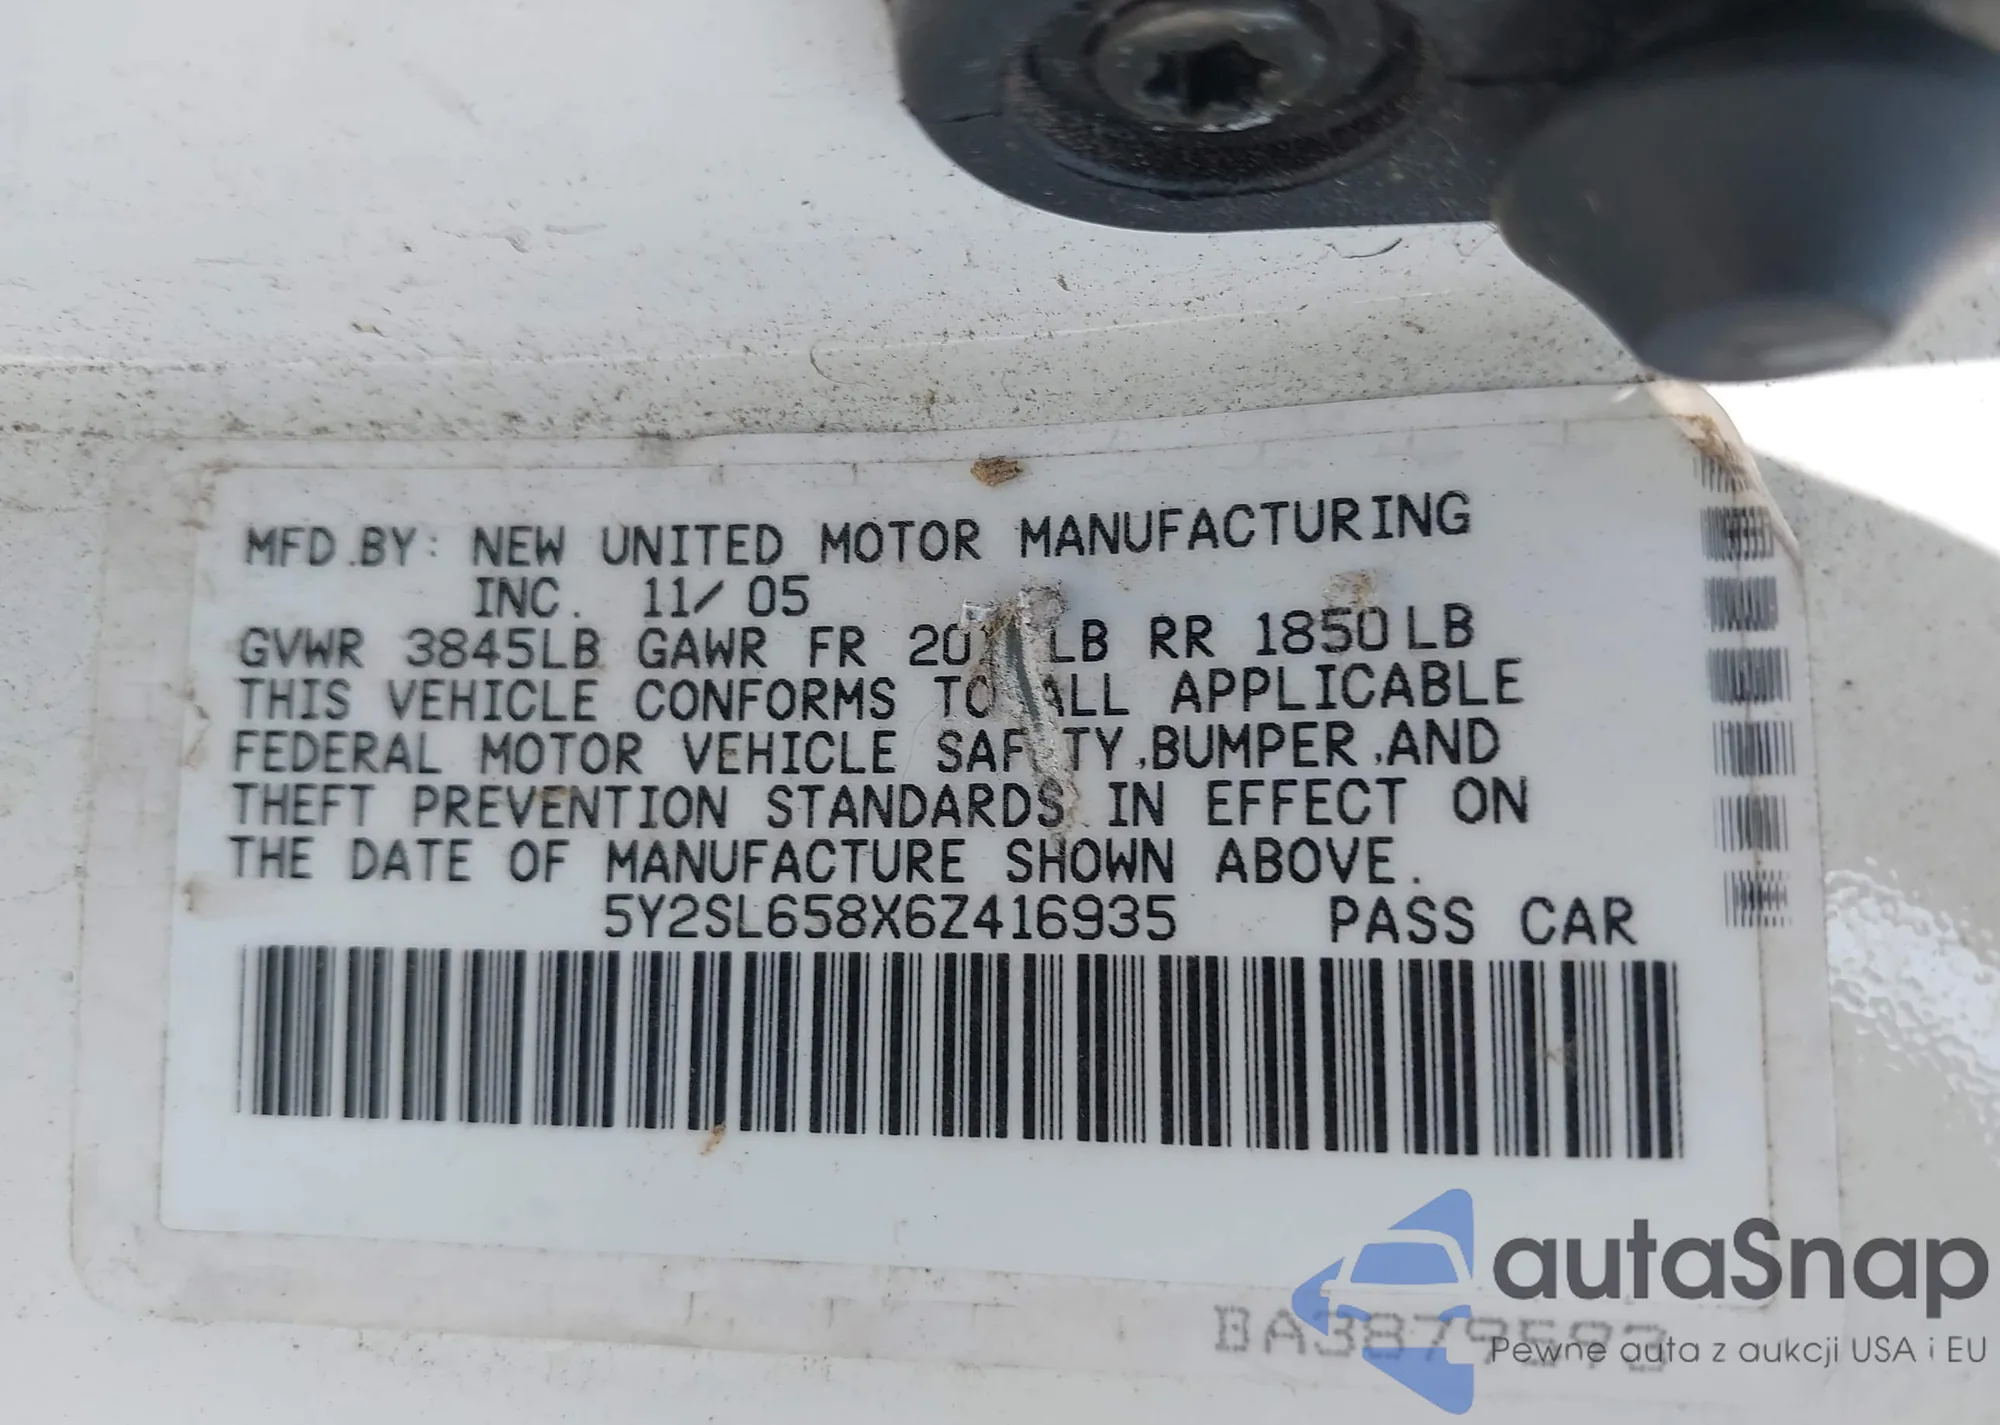 MFD.BY: NEW UNITED MOTOR MANUFACTURING
INC. 11/05
GVWR 3845LB GAWR FR LB RR 1850LB
THIS VEHICLE CONFORMS TO ALL APPLICABLE
FEDERAL MOTOR VEHICLE SAFETY,BUMPER,AND
THEFT PREVENTION STANDARDS IN EFFECT ON
THE DATE OF MANUFACTURE SHOWN ABOVE.
5Y2SL658X6Z416935 PASS CAR
autaSnap
Pewne auta z aukcji USA i EU